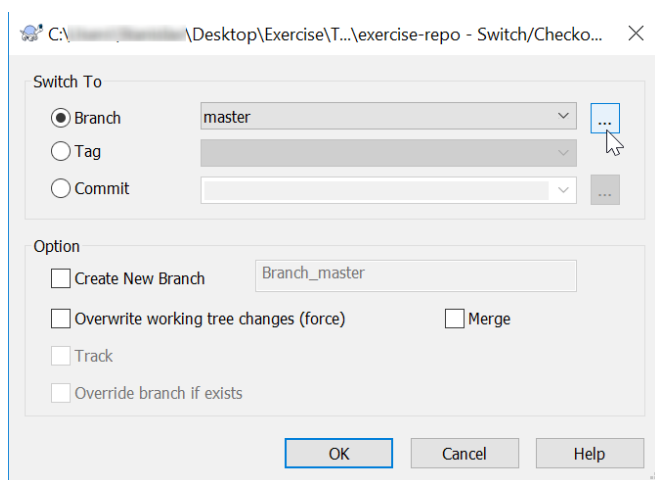 C:\ \Desktop\Exercise\T...\exercise-repo - Switch/Checko...
Switch To
Branch master ...
Tag
Commit ...
Option
Create New Branch Branch_master
Overwrite working tree changes (force) Merge
Track
Override branch if exists
OK Cancel Help